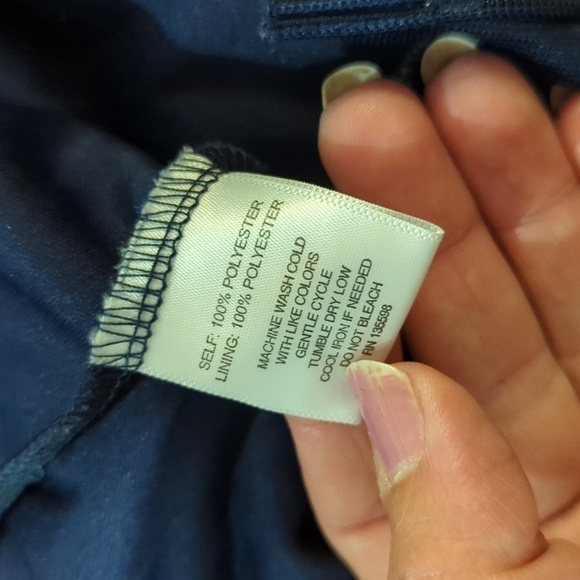 SELF: 100% POLYESTER
LINING: 100% POLYESTER
MACHINE WASH COLD
WITH LIKE COLORS
GENTLE CYCLE
TUMBLE DRY LOW
COOL IRON IF NEEDED
DO NOT BLEACH
RN 135598